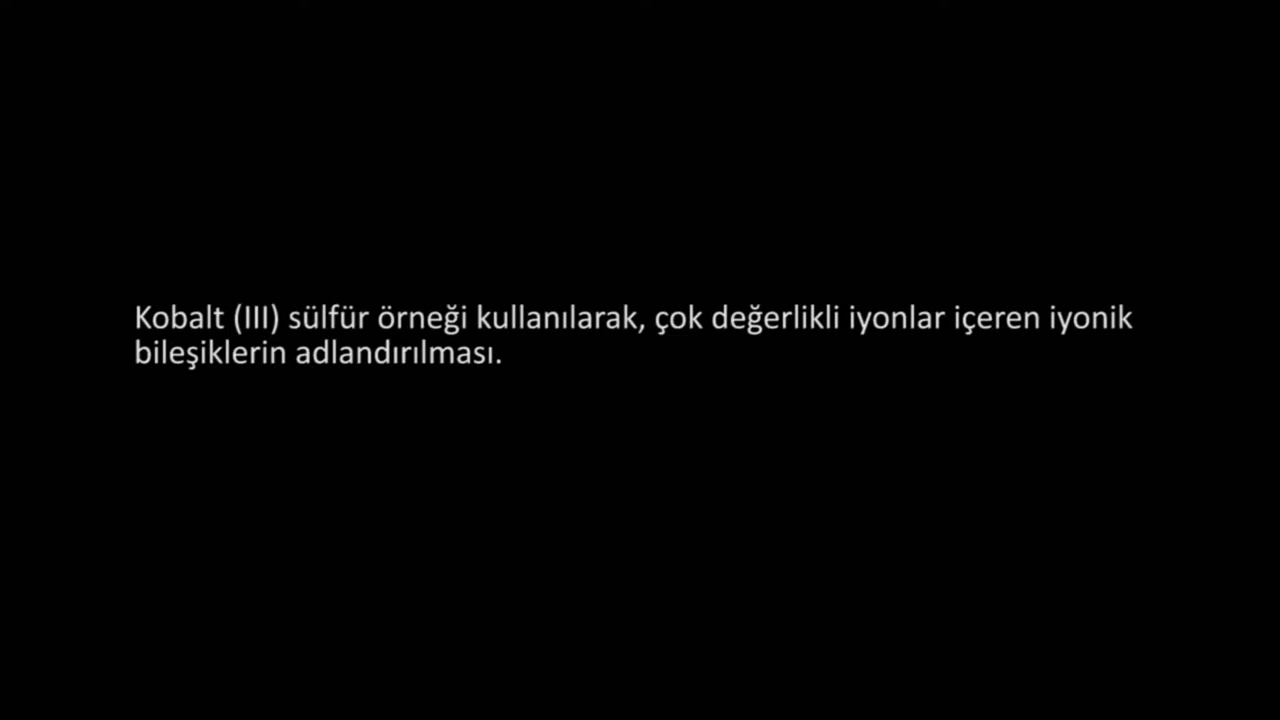 Kobalt (III) sülfür örneği kullanılarak, çok değerlikli iyonlar içeren iyonik
bileşiklerin adlandırılması.